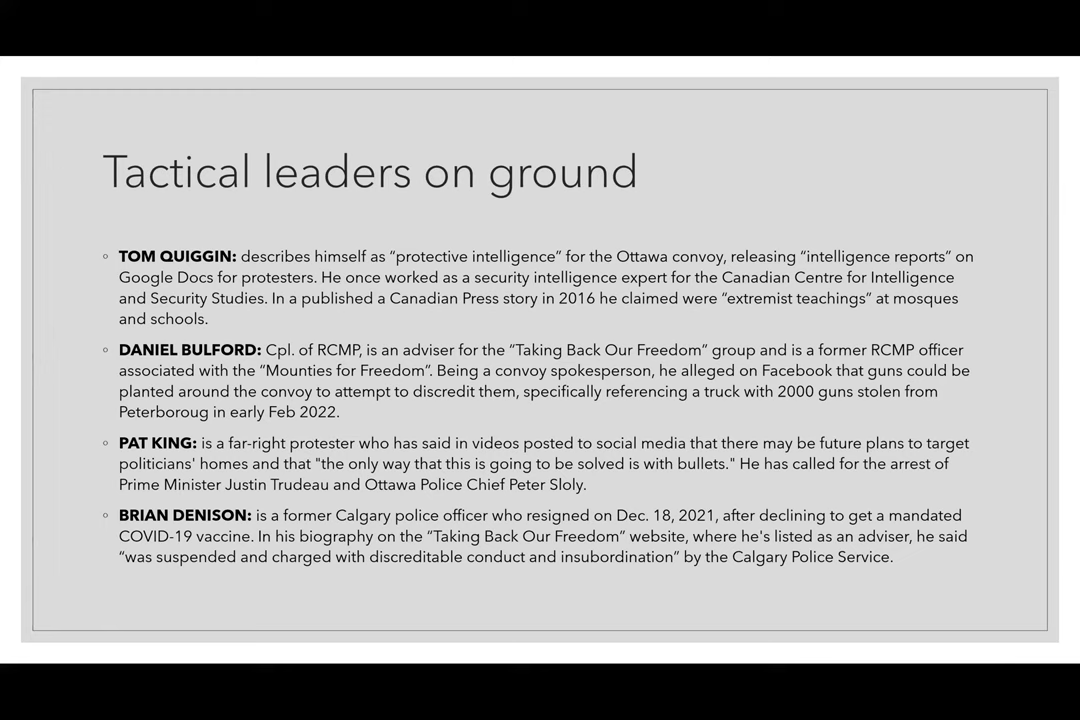 Tactical leaders on ground
◦ TOM QUIGGIN: describes himself as “protective intelligence” for the Ottawa convoy, releasing “intelligence reports” on
Google Docs for protesters. He once worked as a security intelligence expert for the Canadian Centre for Intelligence
and Security Studies. In a published a Canadian Press story in 2016 he claimed were “extremist teachings” at mosques
and schools.
◦ DANIEL BULFORD: Cpl. of RCMP, is an adviser for the “Taking Back Our Freedom” group and is a former RCMP officer
associated with the “Mounties for Freedom”. Being a convoy spokesperson, he alleged on Facebook that guns could be
planted around the convoy to attempt to discredit them, specifically referencing a truck with 2000 guns stolen from
Peterboroug in early Feb 2022.
◦ PAT KING: is a far-right protester who has said in videos posted to social media that there may be future plans to target
politicians' homes and that "the only way that this is going to be solved is with bullets." He has called for the arrest of
Prime Minister Justin Trudeau and Ottawa Police Chief Peter Sloly.
◦ BRIAN DENISON: is a former Calgary police officer who resigned on Dec. 18, 2021, after declining to get a mandated
COVID-19 vaccine. In his biography on the “Taking Back Our Freedom” website, where he's listed as an adviser, he said
“was suspended and charged with discreditable conduct and insubordination” by the Calgary Police Service.